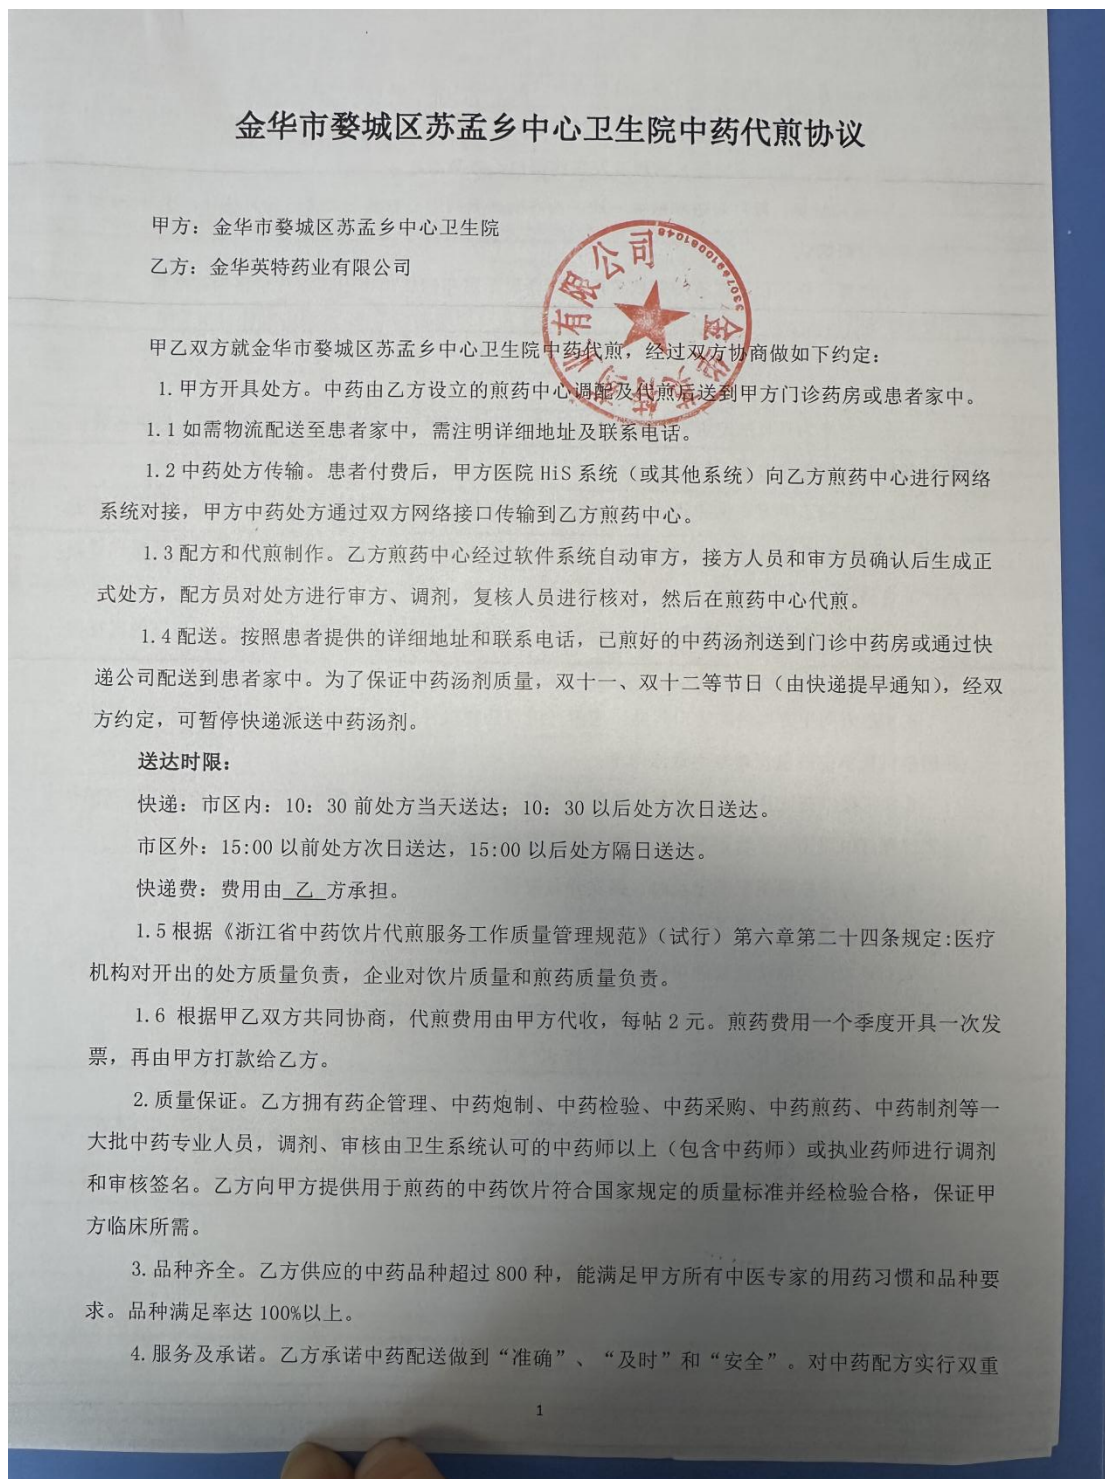 金华市婺城区苏孟乡中心卫生院中药代煎协议
甲方：金华市婺城区苏孟乡中心卫生院
乙方：金华英特药业有限公司
金华英特药业有限公司
甲乙双方就金华市婺城区苏孟乡中心卫生院中药代煎，经过双方协商做如下约定：
1.甲方开具处方。中药由乙方设立的煎药中心调配及代煎后送到甲方门诊药房或患者家中。
1.1如需物流配送至患者家中，需注明详细地址及联系电话。
1.2中药处方传输。患者付费后，甲方医院HiS系统（或其他系统）向乙方煎药中心进行网络
系统对接，甲方中药处方通过双方网络接口传输到乙方煎药中心。
1.3配方和代煎制作。乙方煎药中心经过软件系统自动审方，接方人员和审方员确认后生成正
式处方，配方员对处方进行审方、调剂，复核人员进行核对，然后在煎药中心代煎。
1.4配送。按照患者提供的详细地址和联系电话，已煎好的中药汤剂送到门诊中药房或通过快
递公司配送到患者家中。为了保证中药汤剂质量，双十一、双十二等节日（由快递提早通知），经双
方约定，可暂停快递派送中药汤剂。
送达时限：
快递：市区内：10：30前处方当天送达；10：30以后处方次日送达。
市区外：15:00以前处方次日送达，15:00以后处方隔日送达。
快递费：费用由 乙 方承担。
1.5根据《浙江省中药饮片代煎服务工作质量管理规范》（试行）第六章第二十四条规定:医疗
机构对开出的处方质量负责，企业对饮片质量和煎药质量负责。
1.6 根据甲乙双方共同协商，代煎费用由甲方代收，每帖2元。煎药费用一个季度开具一次发
票，再由甲方打款给乙方。
2.质量保证。乙方拥有药企管理、中药炮制、中药检验、中药采购、中药煎药、中药制剂等一
大批中药专业人员，调剂、审核由卫生系统认可的中药师以上（包含中药师）或执业药师进行调剂
和审核签名。乙方向甲方提供用于煎药的中药饮片符合国家规定的质量标准并经检验合格，保证甲
方临床所需。
3.品种齐全。乙方供应的中药品种超过800种，能满足甲方所有中医专家的用药习惯和品种要
求。品种满足率达100%以上。
4.服务及承诺。乙方承诺中药配送做到“准确”、“及时”和“安全”。对中药配方实行双重
1